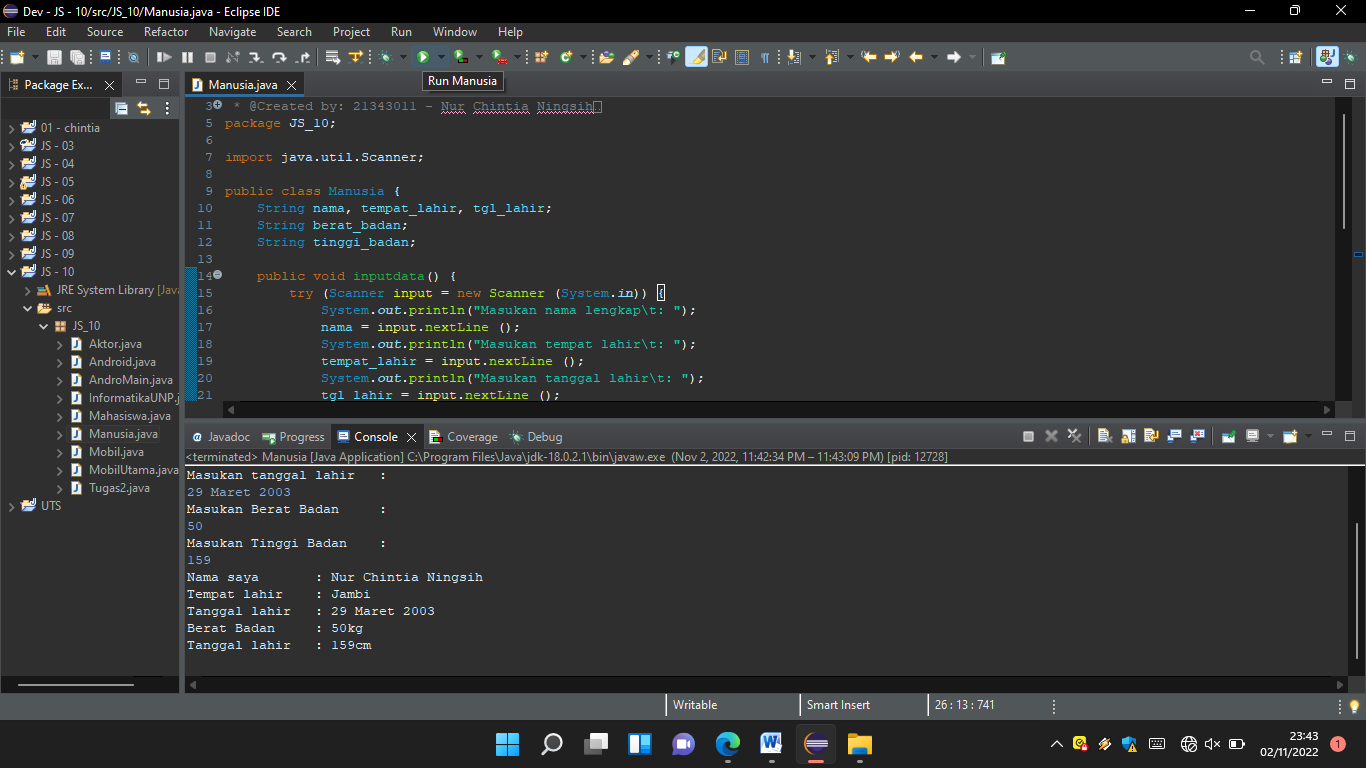 Dev - JS - 10/src/JS_10/Manusia.java - Eclipse IDE
File Edit Source Refactor Navigate Search Project Run Window Help
Run Manusia
Package Ex...
01 - chintia
JS - 03
JS - 04
JS - 05
JS - 06
JS - 07
JS - 08
JS - 09
JS - 10
JRE System Library [Java
src
JS_10
Aktor.java
Android.java
AndroMain.java
InformatikaUNP.j
Mahasiswa.java
Manusia.java
Mobil.java
MobilUtama.java
Tugas2.java
UTS
Manusia.java
3 * @Created by: 21343011 - Nur Chintia Ningsih
5 package JS_10;
6
7 import java.util.Scanner;
8
9 public class Manusia {
10 String nama, tempat_lahir, tgl_lahir;
11 String berat_badan;
12 String tinggi_badan;
13
14 public void inputdata() {
15 try (Scanner input = new Scanner (System.in)) {
16 System.out.println("Masukan nama lengkap\t: ");
17 nama = input.nextLine ();
18 System.out.println("Masukan tempat lahir\t: ");
19 tempat_lahir = input.nextLine ();
20 System.out.println("Masukan tanggal lahir\t: ");
21 tgl_lahir = input.nextLine ();
Javadoc Progress Console Coverage Debug
<terminated> Manusia [Java Application] C:\Program Files\Java\jdk-18.0.2.1\bin\javaw.exe (Nov 2, 2022, 11:42:34 PM – 11:43:09 PM) [pid: 12728]
Masukan tanggal lahir :
29 Maret 2003
Masukan Berat Badan :
50
Masukan Tinggi Badan :
159
Nama saya : Nur Chintia Ningsih
Tempat lahir : Jambi
Tanggal lahir : 29 Maret 2003
Berat Badan : 50kg
Tanggal lahir : 159cm
Writable Smart Insert 26 : 13 : 741
23:43
02/11/2022
1